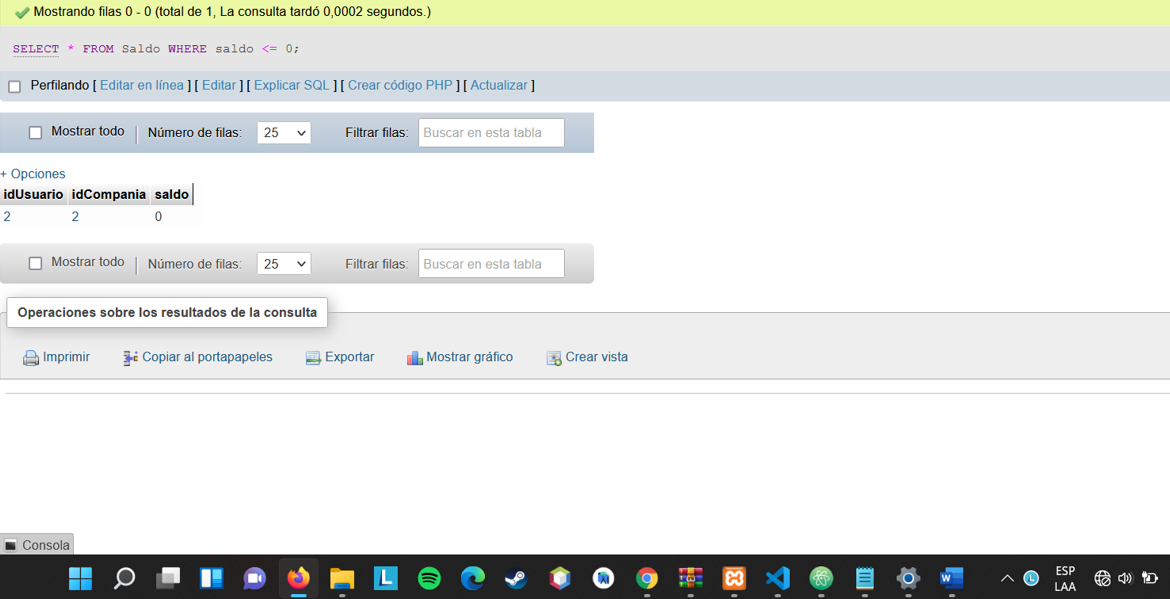 Mostrando filas 0 - 0 (total de 1, La consulta tardó 0,0002 segundos.)
SELECT * FROM Saldo WHERE saldo <= 0;
Perfilando [ Editar en línea ] [ Editar ] [ Explicar SQL ] [ Crear código PHP ] [ Actualizar ]
Mostrar todo | Número de filas: 25 Filtrar filas: Buscar en esta tabla
+ Opciones
idUsuario idCompania saldo
2 2 0
Mostrar todo | Número de filas: 25 Filtrar filas: Buscar en esta tabla
Operaciones sobre los resultados de la consulta
Imprimir Copiar al portapapeles Exportar Mostrar gráfico Crear vista
Consola
ESP
LAA